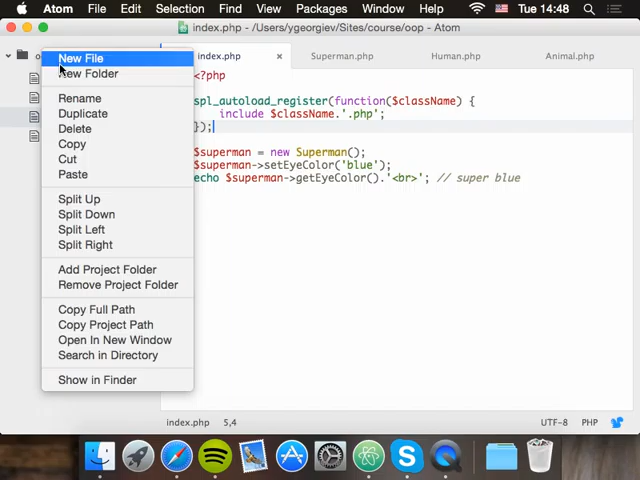 Atom File Edit View Selection Find Packages Window Help Tue 14:48
index.php - /Users/ygeorgiev/Sites/course/oop - Atom
index.php × Superman.php Human.php Animal.php
New File
New Folder
Rename
Duplicate
Delete
Copy
Cut
Paste
Split Up
Split Down
Split Left
Split Right
Add Project Folder
Remove Project Folder
Copy Full Path
Copy Project Path
Open In New Window
Search in Directory
Show in Finder
<?php
spl_autoload_register(function($className) {
include $className.'.php';
});
$superman = new Superman();
$superman->setEyeColor('blue');
echo $superman->getEyeColor().'<br>'; // super blue
index.php 5,4 UTF-8 PHP